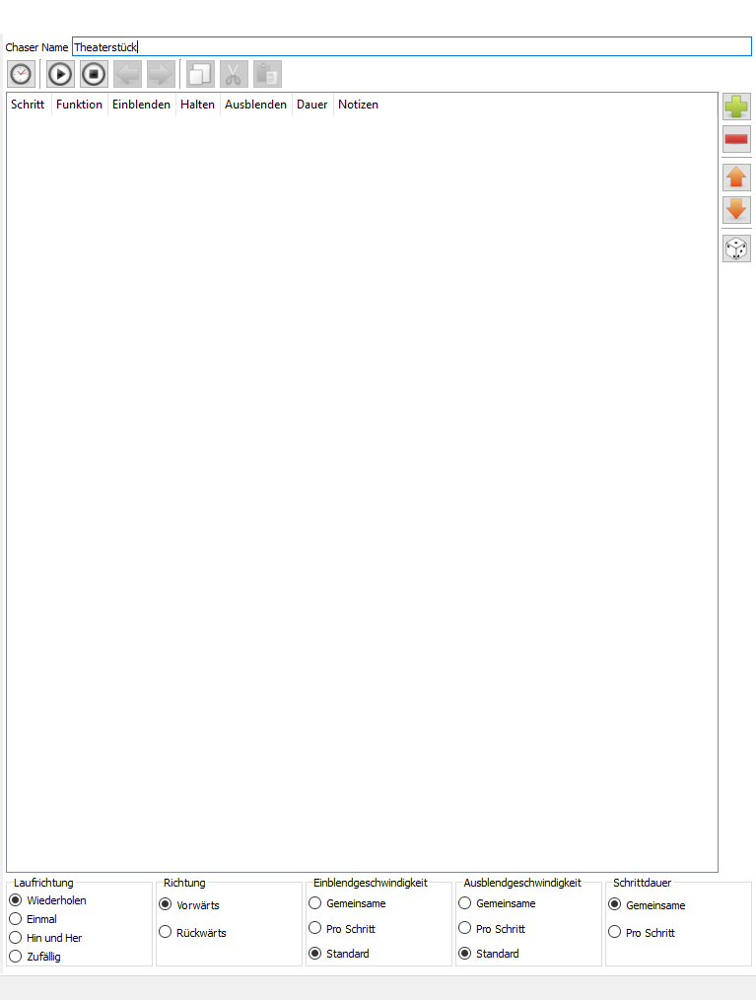 Chaser Name Theaterstück
Schritt Funktion Einblenden Halten Ausblenden Dauer Notizen
Laufrichtung Richtung Einblendgeschwindigkeit Ausblendgeschwindigkeit Schrittdauer
Wiederholen Vorwärts Gemeinsame Gemeinsame Gemeinsame
Einmal
Rückwärts Pro Schritt Pro Schritt Pro Schritt
Hin und Her
Zufällig Standard Standard